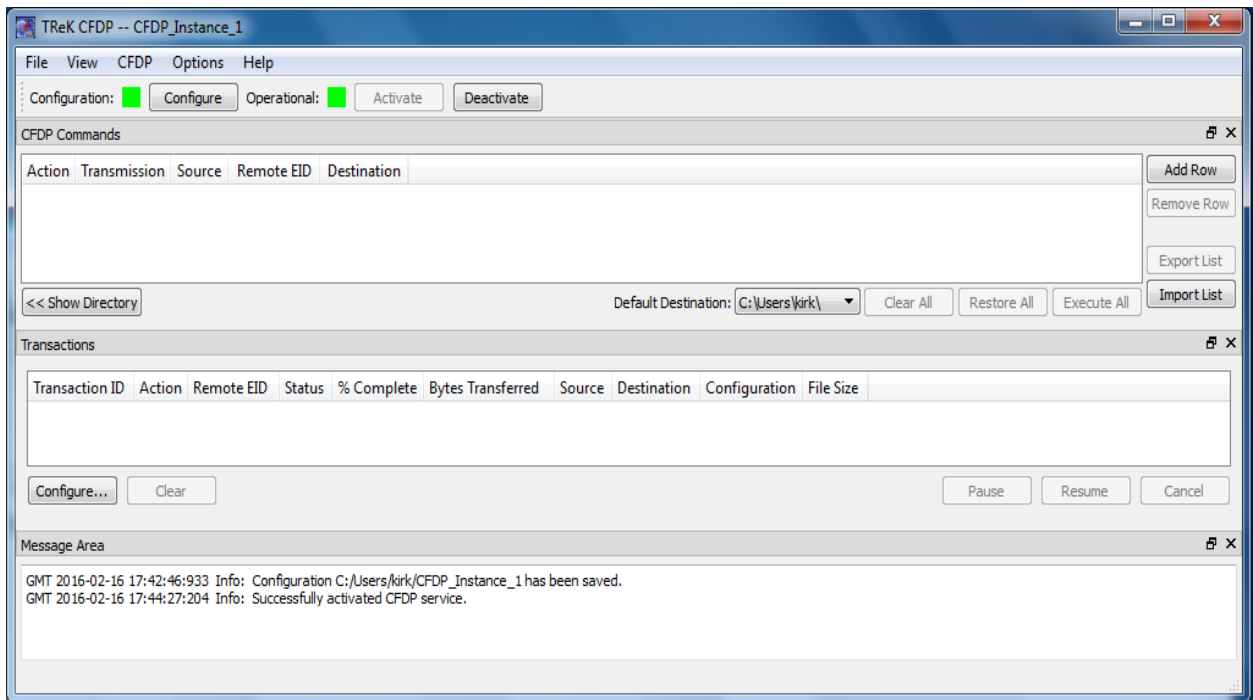 TReK CFDP -- CFDP_Instance_1
File View CFDP Options Help
Configuration: Configure Operational: Activate Deactivate
CFDP Commands
Action Transmission Source Remote EID Destination
Add Row
Remove Row
Export List
Import List
<< Show Directory Default Destination: C:\Users\kirk\ Clear All Restore All Execute All
Transactions
Transaction ID Action Remote EID Status % Complete Bytes Transferred Source Destination Configuration File Size
Configure... Clear Pause Resume Cancel
Message Area
GMT 2016-02-16 17:42:46:933 Info: Configuration C:/Users/kirk/CFDP_Instance_1 has been saved.
GMT 2016-02-16 17:44:27:204 Info: Successfully activated CFDP service.